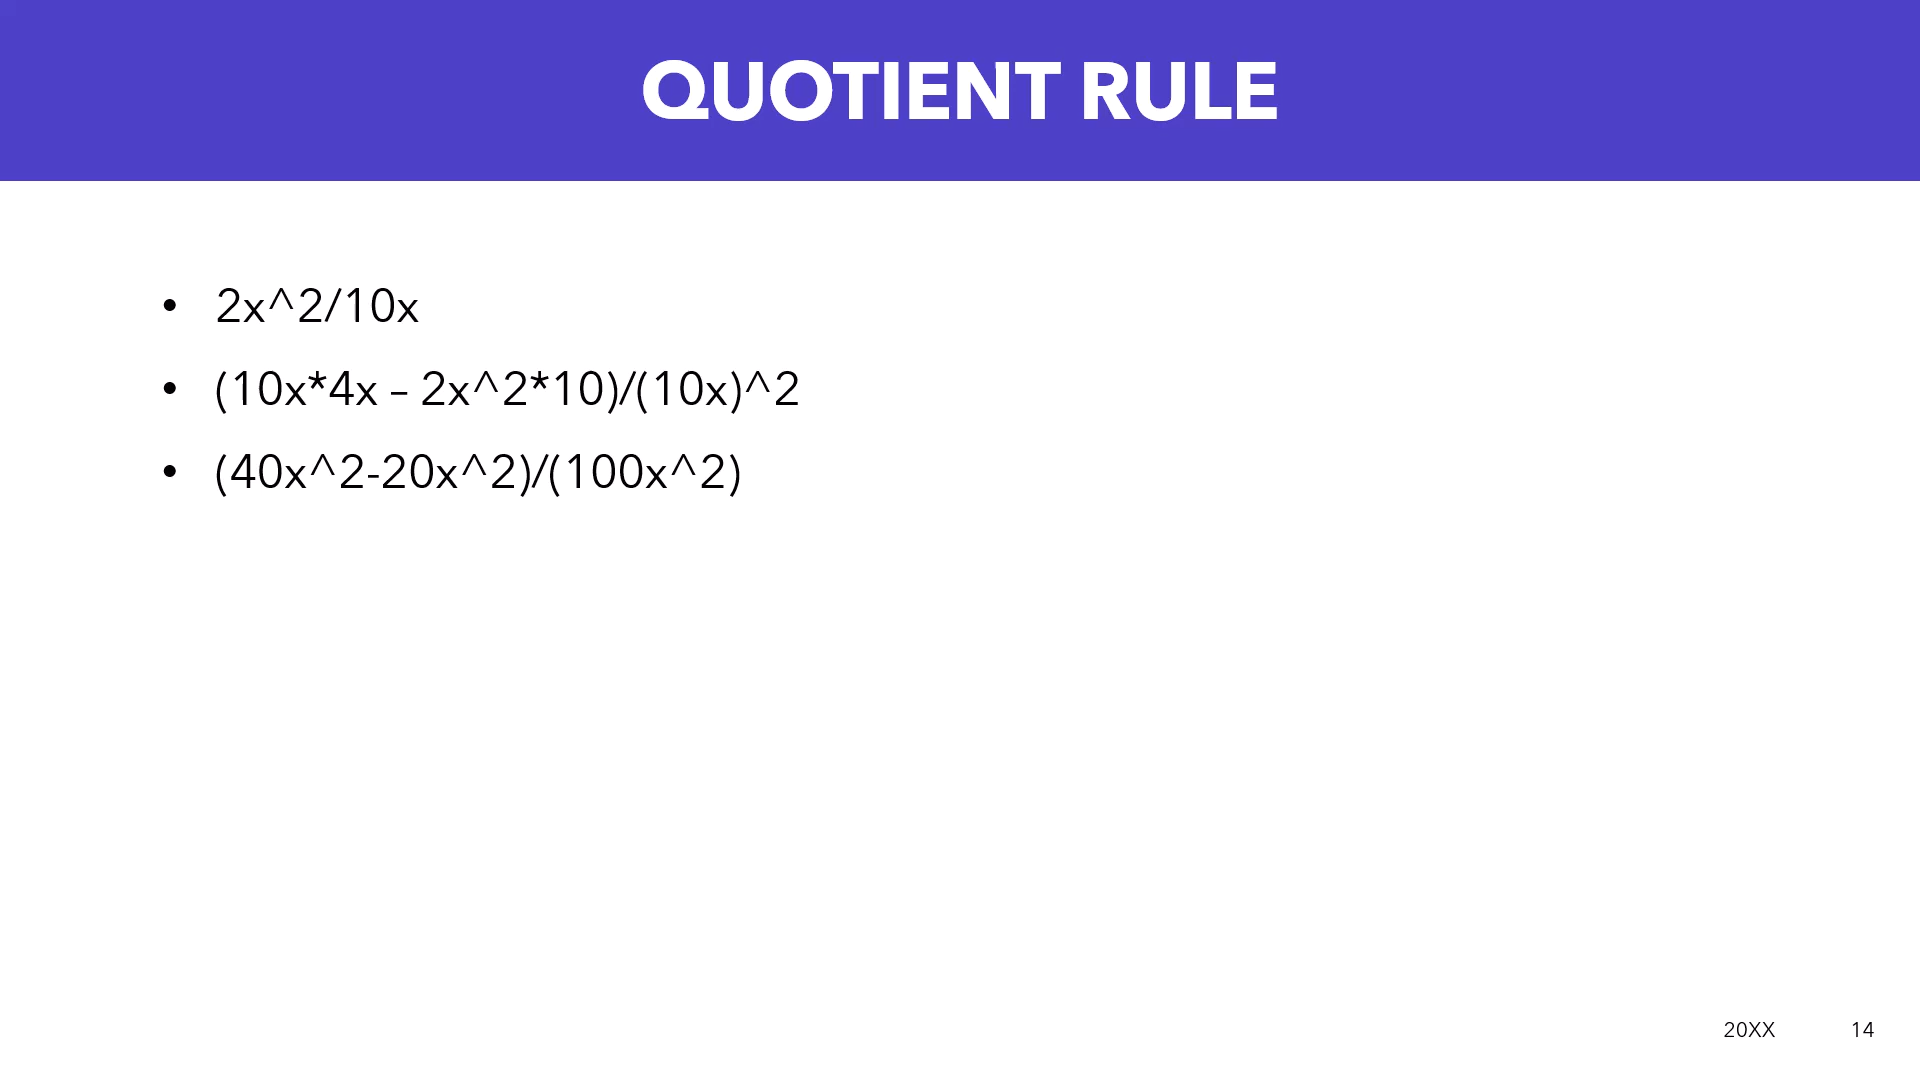 QUOTIENT RULE
• 2x^2/10x
• (10x*4x – 2x^2*10)/(10x)^2
• (40x^2-20x^2)/(100x^2)
20XX 14